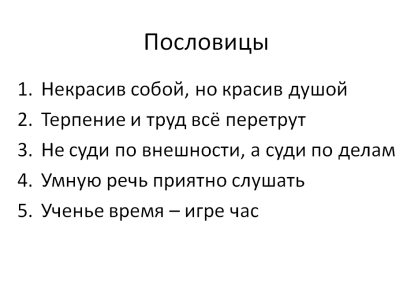 Пословицы
1. Некрасив собой, но красив душой
2. Терпение и труд всё перетрут
3. Не суди по внешности, а суди по делам
4. Умную речь приятно слушать
5. Ученье время – игре час